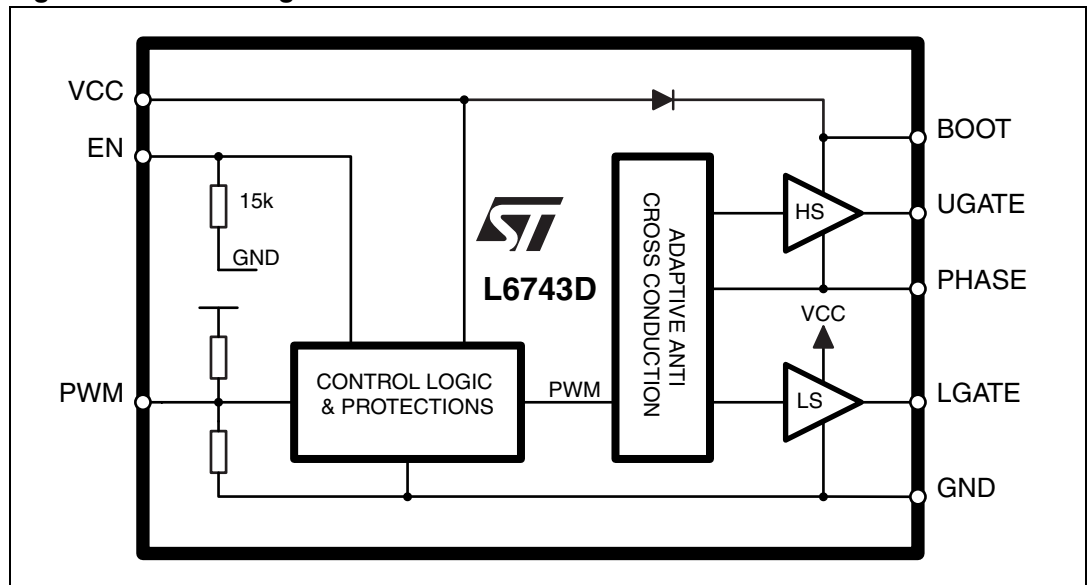 VCC
EN
15k
GND
PWM
ST
L6743D
CONTROL LOGIC
& PROTECTIONS
PWM
ADAPTIVE ANTI
CROSS CONDUCTION
HS
VCC
LS
BOOT
UGATE
PHASE
LGATE
GND